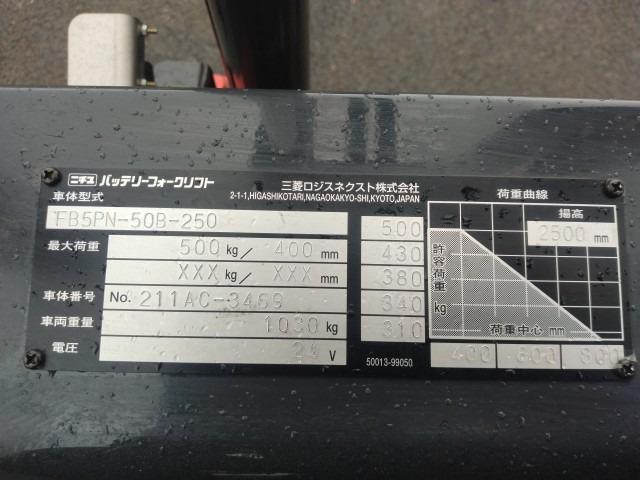 ニチユ バッテリーフォークリフト
三菱ロジスネクスト株式会社
2-1-1,HIGASHIKOTARI,NAGAOKAKYO-SHI,KYOTO,JAPAN
車体型式
FB5PN-50B-250
最大荷重 500 kg/ 400 mm
XXX kg/ XXX mm
車体番号 No. 211AC-3469
車両重量 1030 kg
電圧 24 V
500
430
380
340
310
50013-99050
荷重曲線
揚高
2500 mm
許容荷重 kg
荷重中心 mm
400 600 800